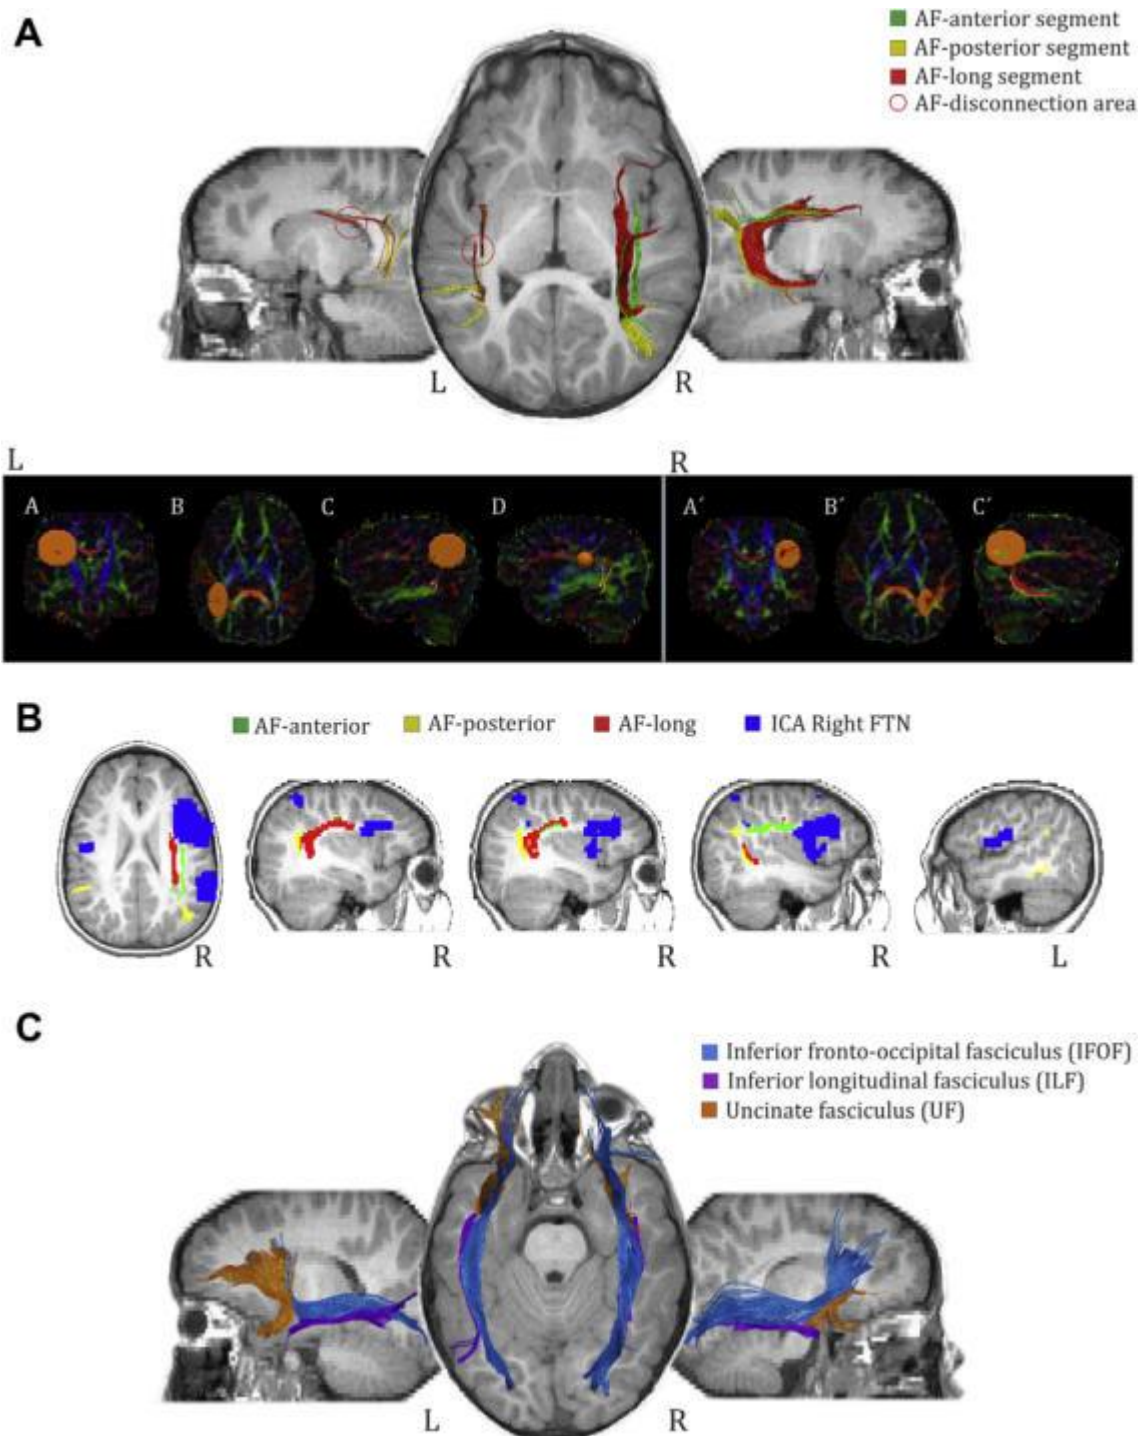 A
AF-anterior segment
AF-posterior segment
AF-long segment
AF-disconnection area
L R
L R
A B C D A´ B´ C´
B
AF-anterior AF-posterior AF-long ICA Right FTN
R R R R L
C
Inferior fronto-occipital fasciculus (IFOF)
Inferior longitudinal fasciculus (ILF)
Uncinate fasciculus (UF)
L R